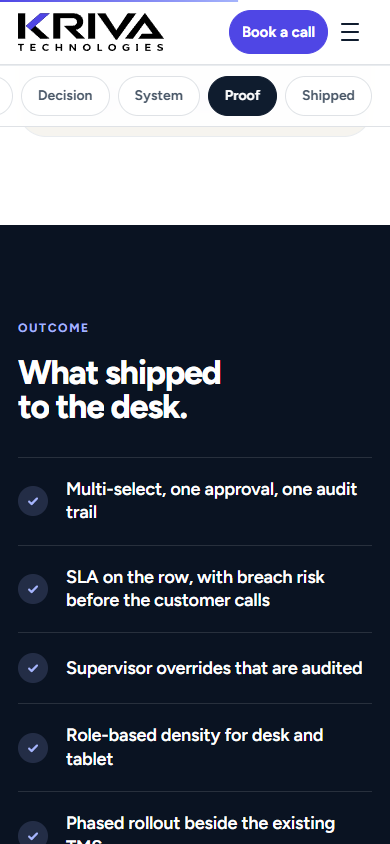 KRIVA
TECHNOLOGIES
Book a call
Decision
System
Proof
Shipped
OUTCOME
What shipped
to the desk.
Multi-select, one approval, one audit
trail
SLA on the row, with breach risk
before the customer calls
Supervisor overrides that are audited
Role-based density for desk and
tablet
Phased rollout beside the existing
TMS